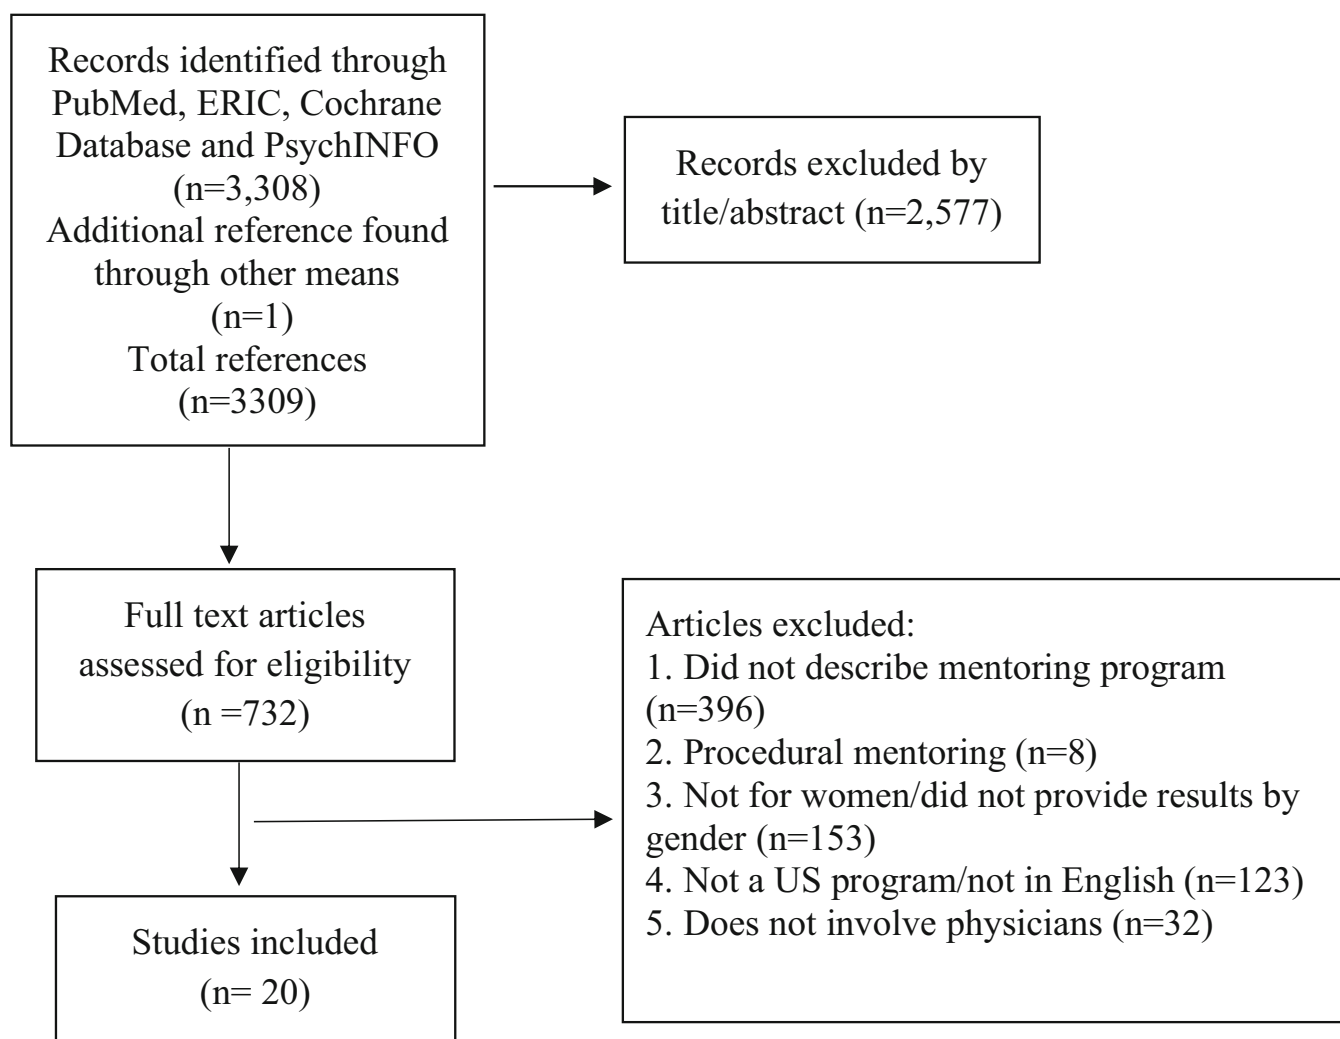 Records identified through
PubMed, ERIC, Cochrane
Database and PsychINFO
(n=3,308)
Additional reference found
through other means
(n=1)
Total references
(n=3309)
Records excluded by
title/abstract (n=2,577)
Full text articles
assessed for eligibility
(n =732)
Articles excluded:
1. Did not describe mentoring program
(n=396)
2. Procedural mentoring (n=8)
3. Not for women/did not provide results by
gender (n=153)
4. Not a US program/not in English (n=123)
5. Does not involve physicians (n=32)
Studies included
(n= 20)